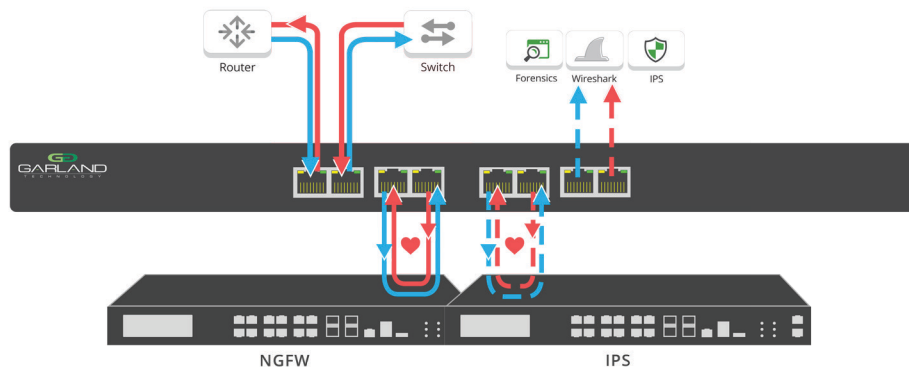 Router
Switch
Forensics
Wireshark
IPS
GARLAND
TECHNOLOGY
NGFW
IPS